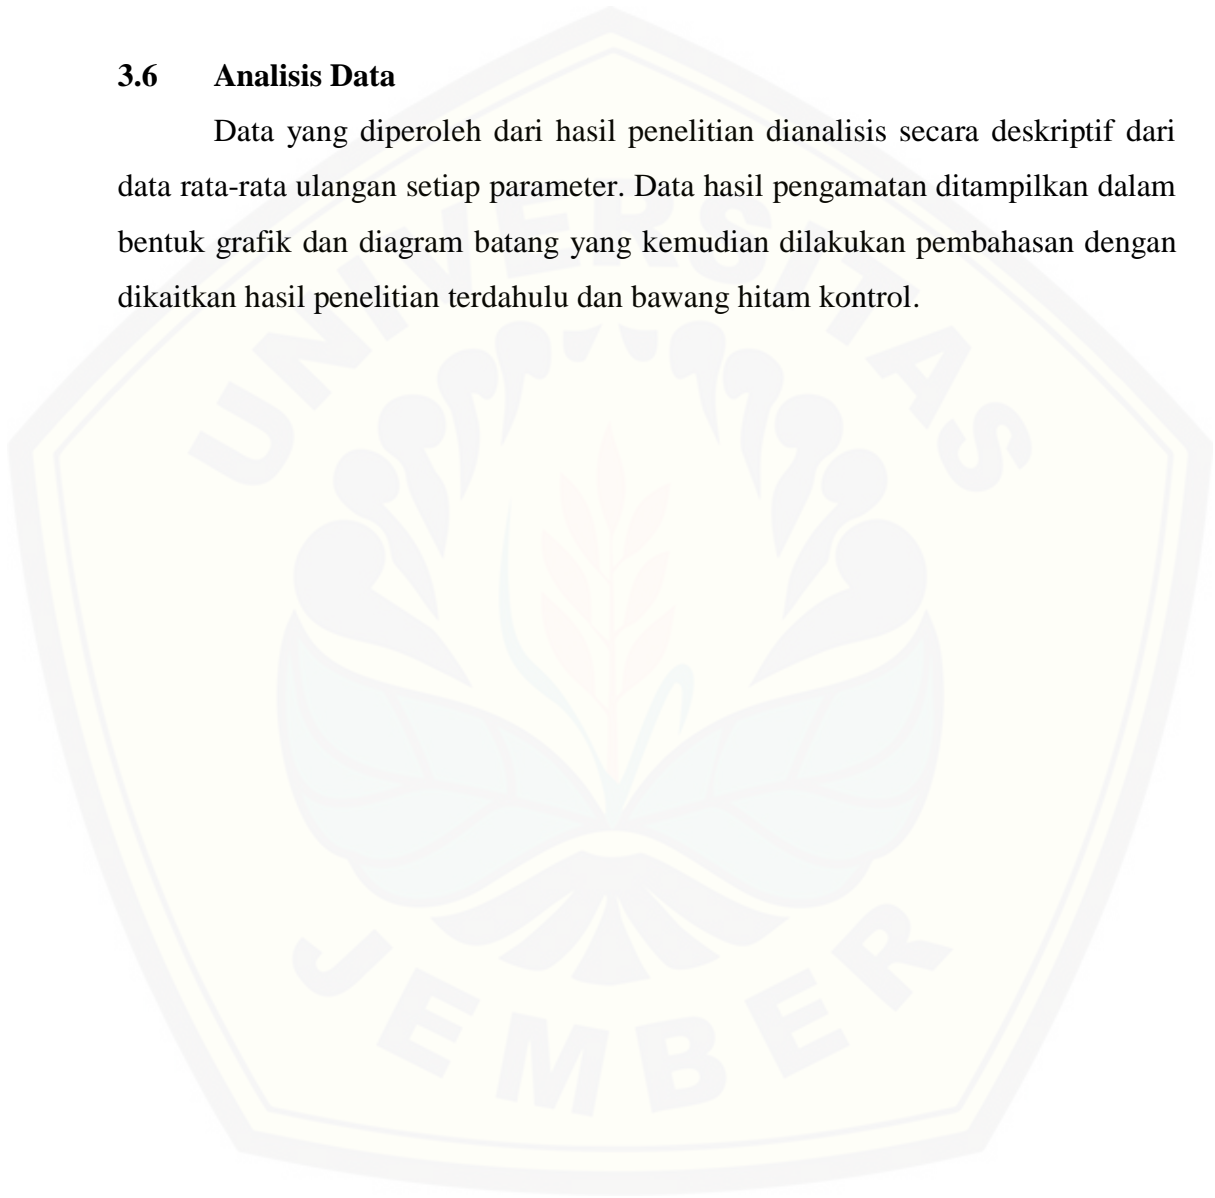 3.6 Analisis Data
Data yang diperoleh dari hasil penelitian dianalisis secara deskriptif dari
data rata-rata ulangan setiap parameter. Data hasil pengamatan ditampilkan dalam
bentuk grafik dan diagram batang yang kemudian dilakukan pembahasan dengan
dikaitkan hasil penelitian terdahulu dan bawang hitam kontrol.
UNIVERSITAS
JEMBER